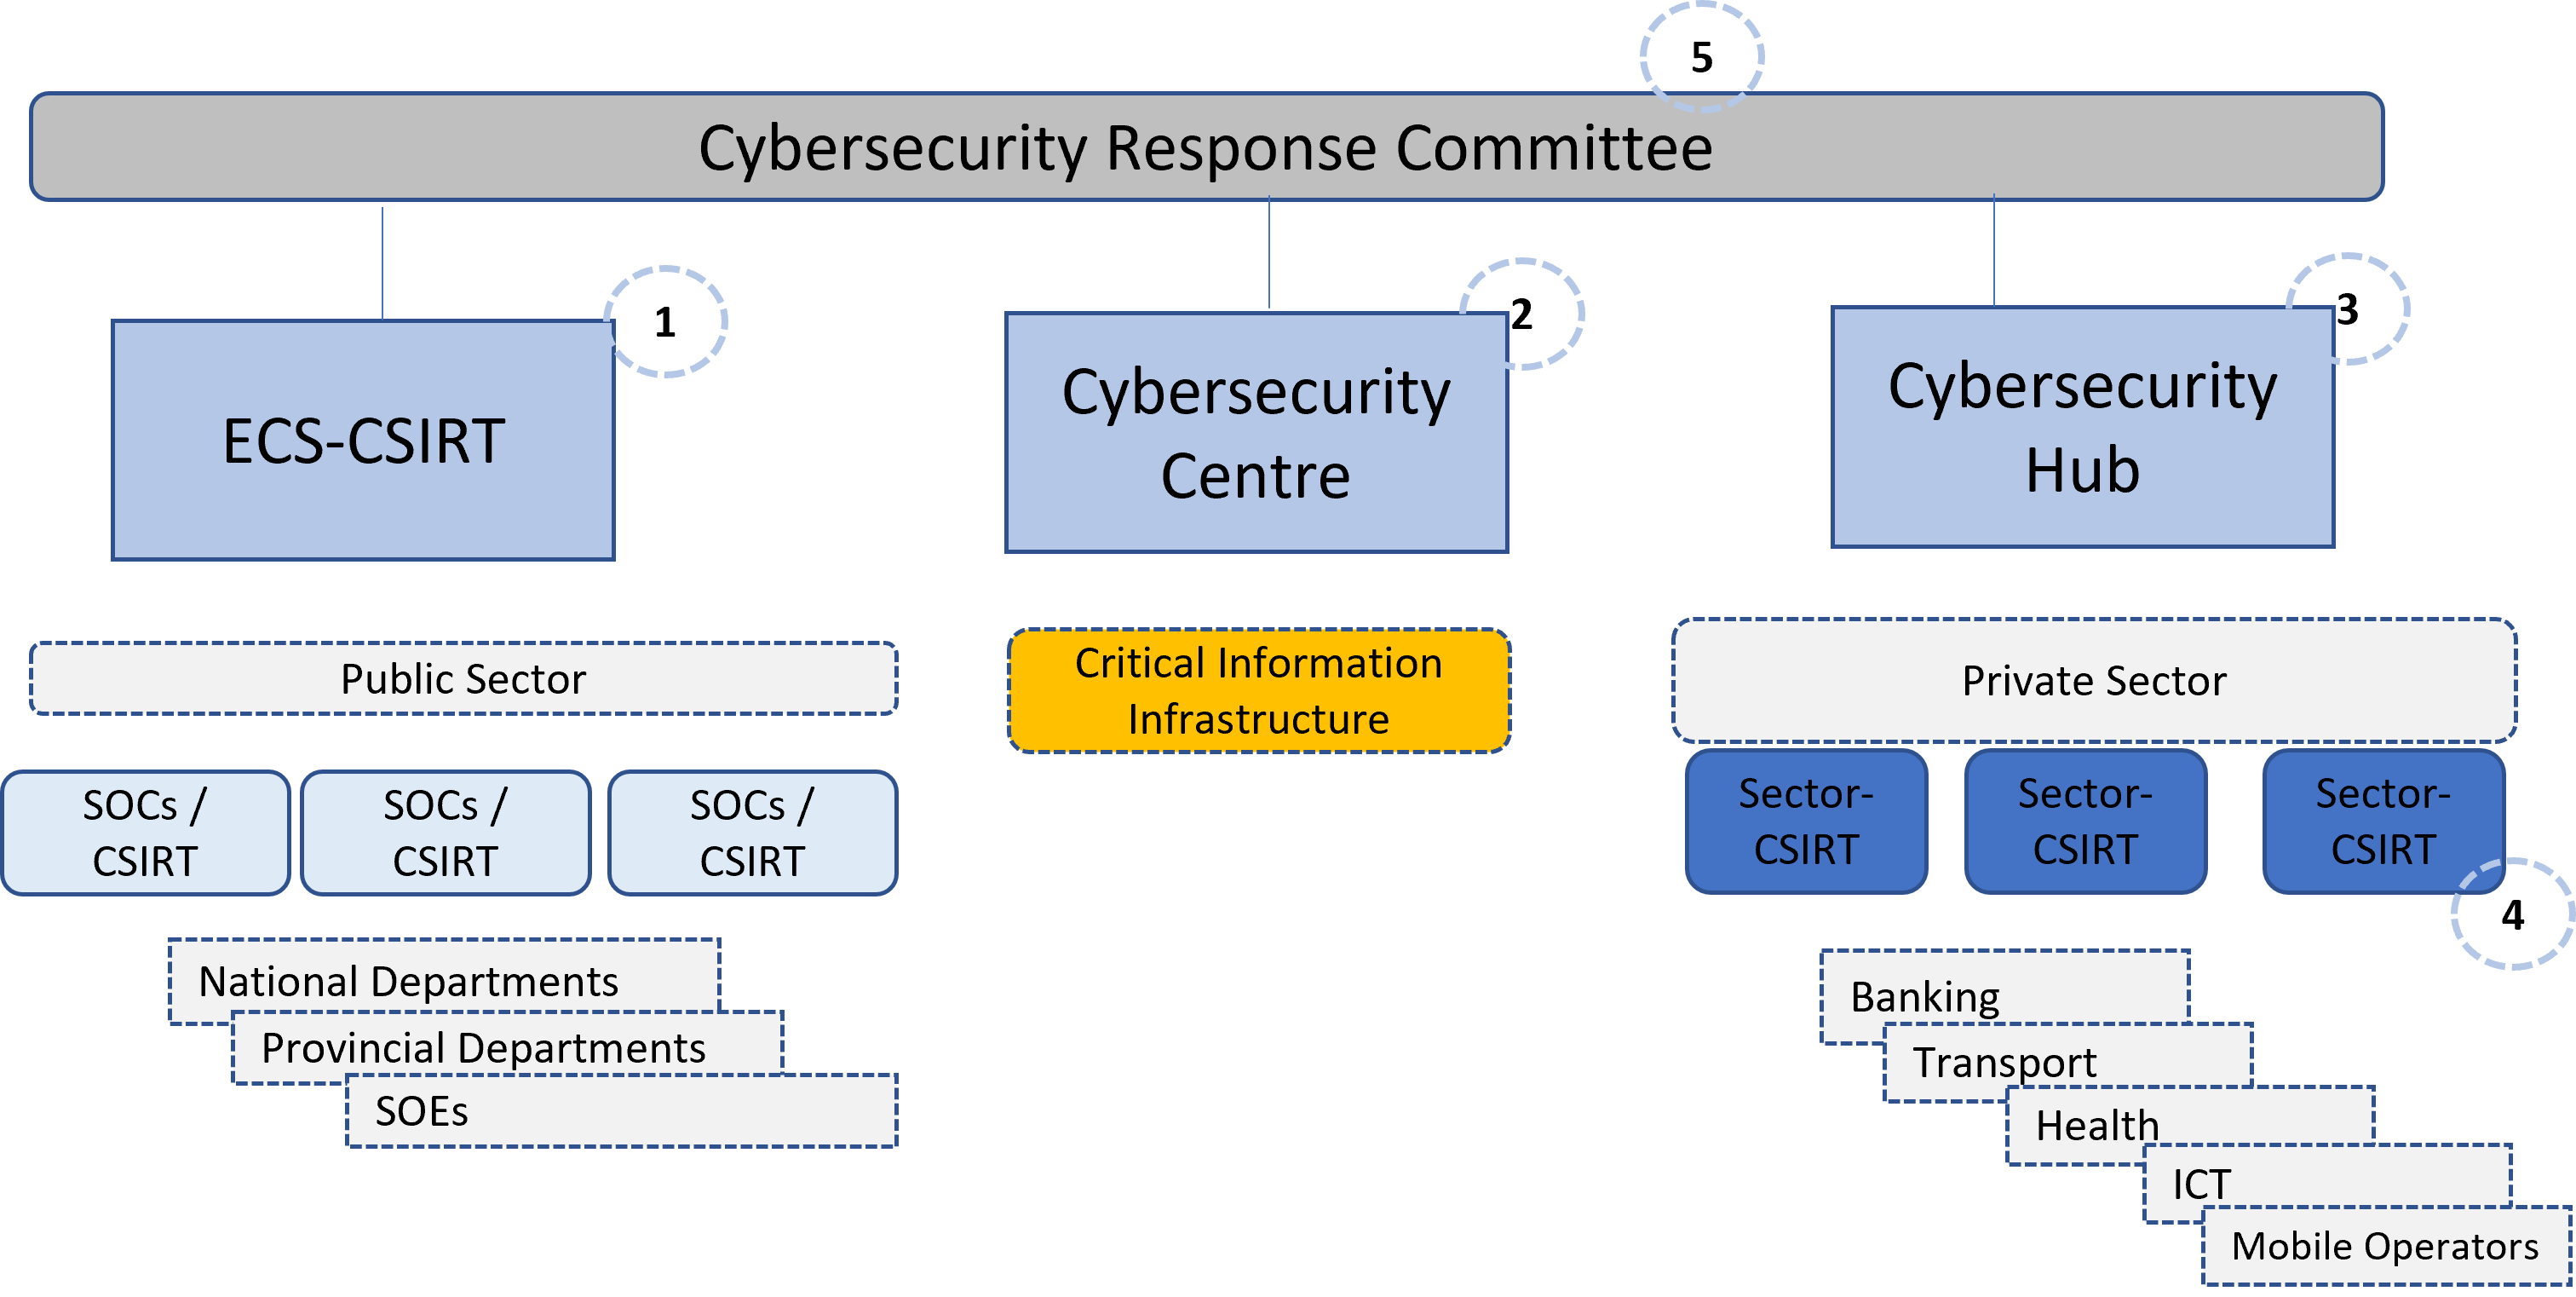 5
Cybersecurity Response Committee
1
ECS-CSIRT
2
Cybersecurity
Centre
3
Cybersecurity
Hub
Public Sector
Critical Information
Infrastructure
Private Sector
SOCs /
CSIRT
SOCs /
CSIRT
SOCs /
CSIRT
Sector-
CSIRT
Sector-
CSIRT
Sector-
CSIRT
4
National Departments
Provincial Departments
SOEs
Banking
Transport
Health
ICT
Mobile Operators